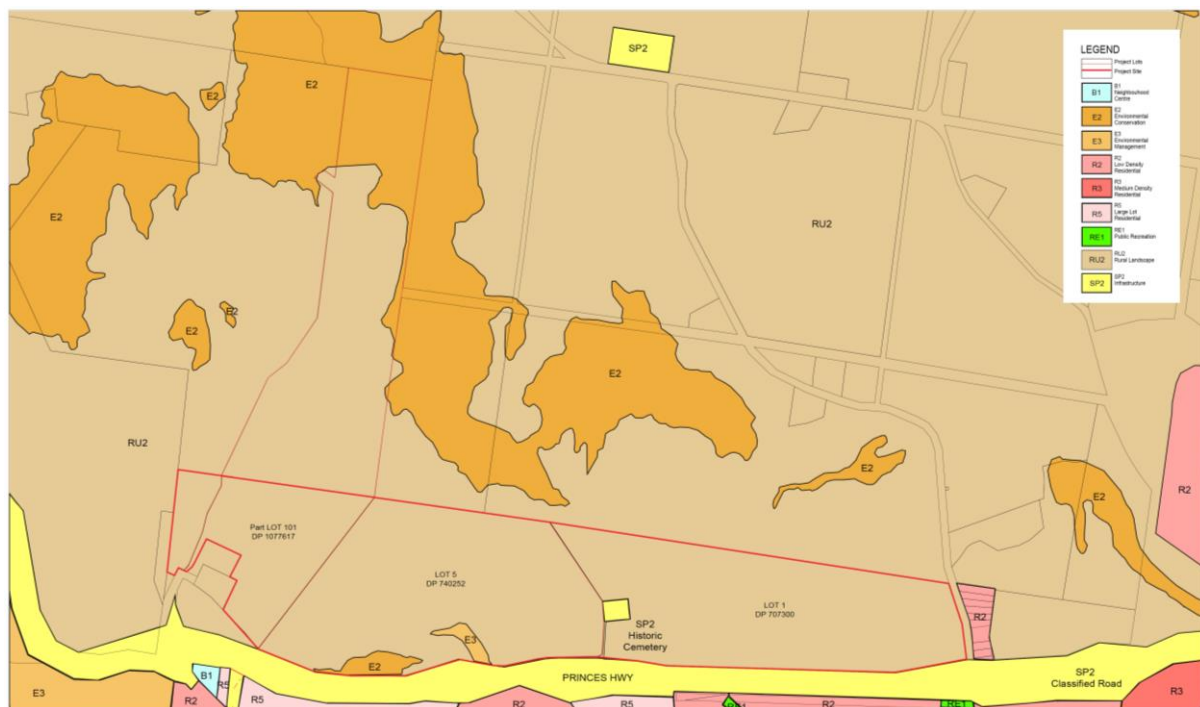 SP2
E2
E2
E2
RU2
E2
E2
E2
E2
R2
E2
RU2
Part LOT 101
DP 1077617
LOT 5
DP 740252
LOT 1
DP 707300
SP2
Historic
Cemetery
R2
E3
E2
PRINCES HWY
SP2
Classified Road
B1
R5
E3
R2
R5
R2
R5
R2
RE1
R3
LEGEND
Project Lots
Project Site
B1
B1
Neighbourhood
Centre
E2
E2
Environmental
Conservation
E3
E3
Environmental
Management
R2
R2
Low Density
Residential
R3
R3
Medium Density
Residential
R5
R5
Large Lot
Residential
RE1
RE1
Public Recreation
RU2
RU2
Rural Landscape
SP2
SP2
Infrastructure